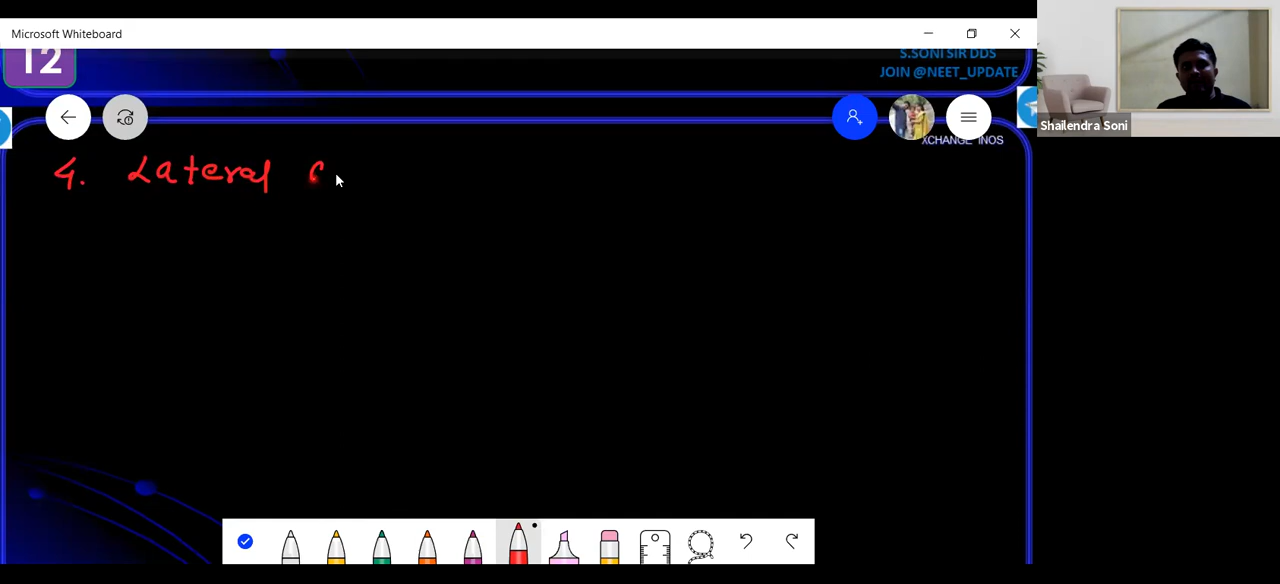 Microsoft Whiteboard
12
S.SONI SIR DDS
JOIN @NEET_UPDATE
XCHANGE INOS
Shailendra Soni
4. Lateral